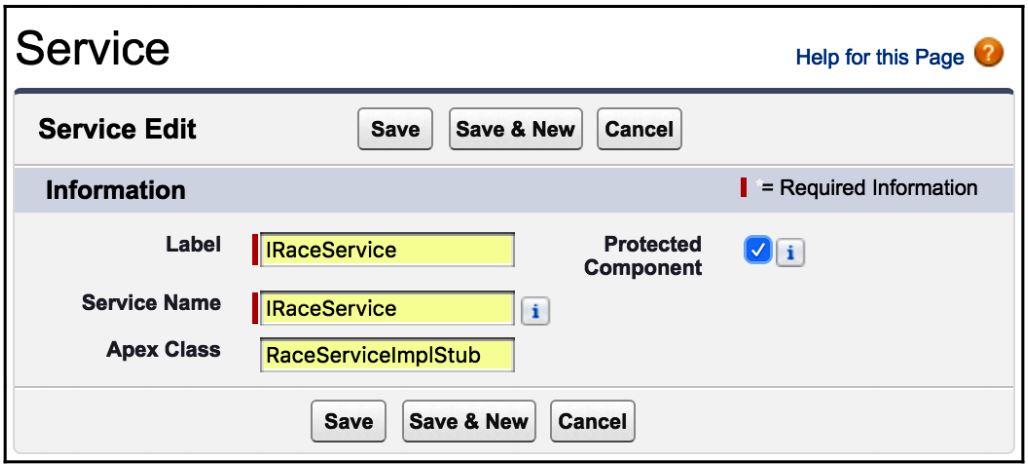 Service
Help for this Page ?
Service Edit Save Save & New Cancel
Information *= Required Information
Label IRaceService Protected Component i
Service Name IRaceService i
Apex Class RaceServiceImplStub
Save Save & New Cancel